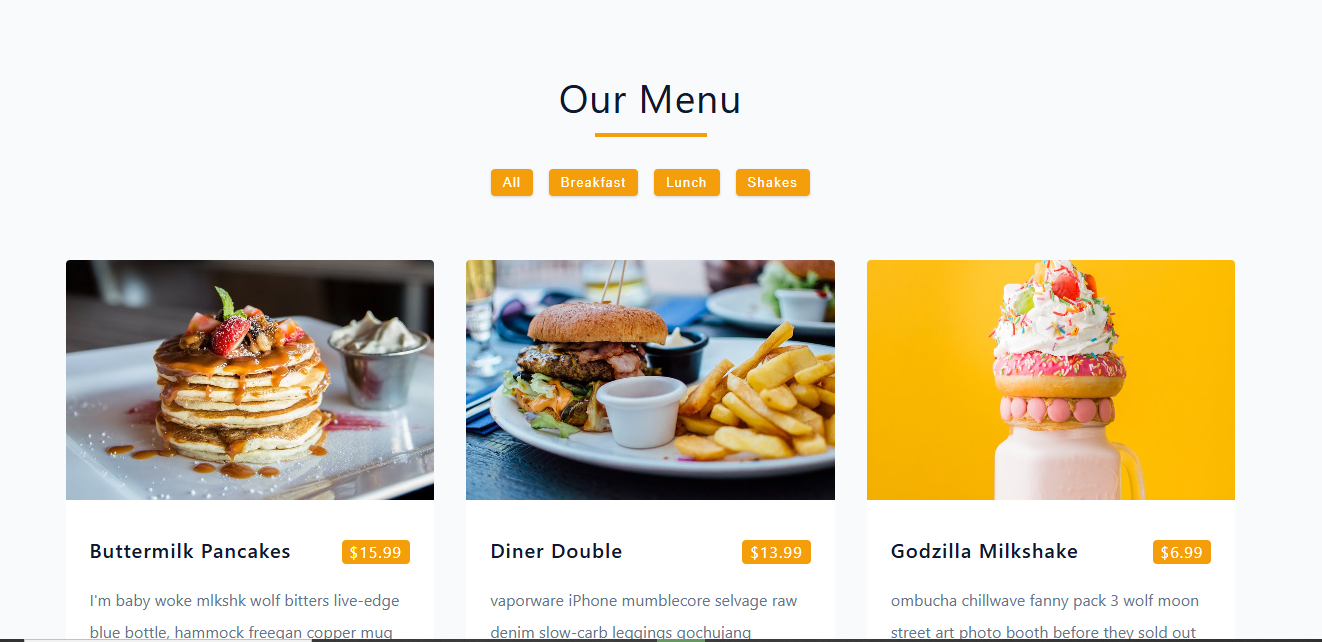 Our Menu
All Breakfast Lunch Shakes
Buttermilk Pancakes $15.99
I'm baby woke mlkshk wolf bitters live-edge
blue bottle, hammock freegan copper mug
Diner Double $13.99
vaporware iPhone mumblecore selvage raw
denim slow-carb leggings gochujang
Godzilla Milkshake $6.99
ombucha chillwave fanny pack 3 wolf moon
street art photo booth before they sold out